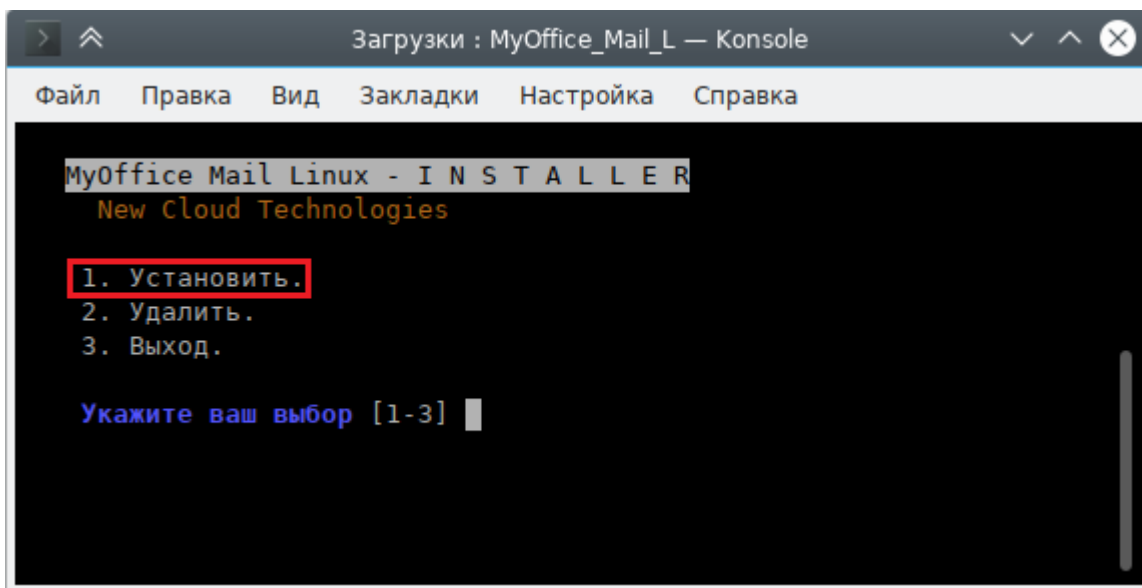 Загрузки : MyOffice_Mail_L — Konsole
Файл Правка Вид Закладки Настройка Справка
MyOffice Mail Linux - I N S T A L L E R
New Cloud Technologies
1. Установить.
2. Удалить.
3. Выход.
Укажите ваш выбор [1-3]